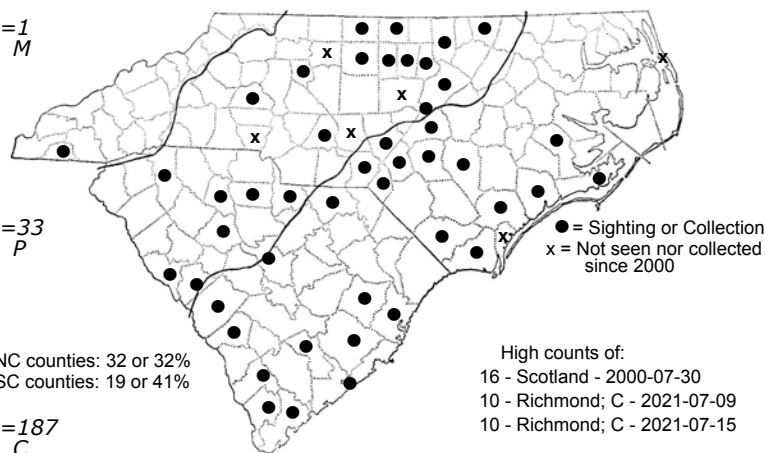 =1
M
=33
P
● = Sighting or Collection
x = Not seen nor collected
since 2000
NC counties: 32 or 32%
SC counties: 19 or 41%
High counts of:
16 - Scotland - 2000-07-30
10 - Richmond; C - 2021-07-09
10 - Richmond; C - 2021-07-15
=187
C